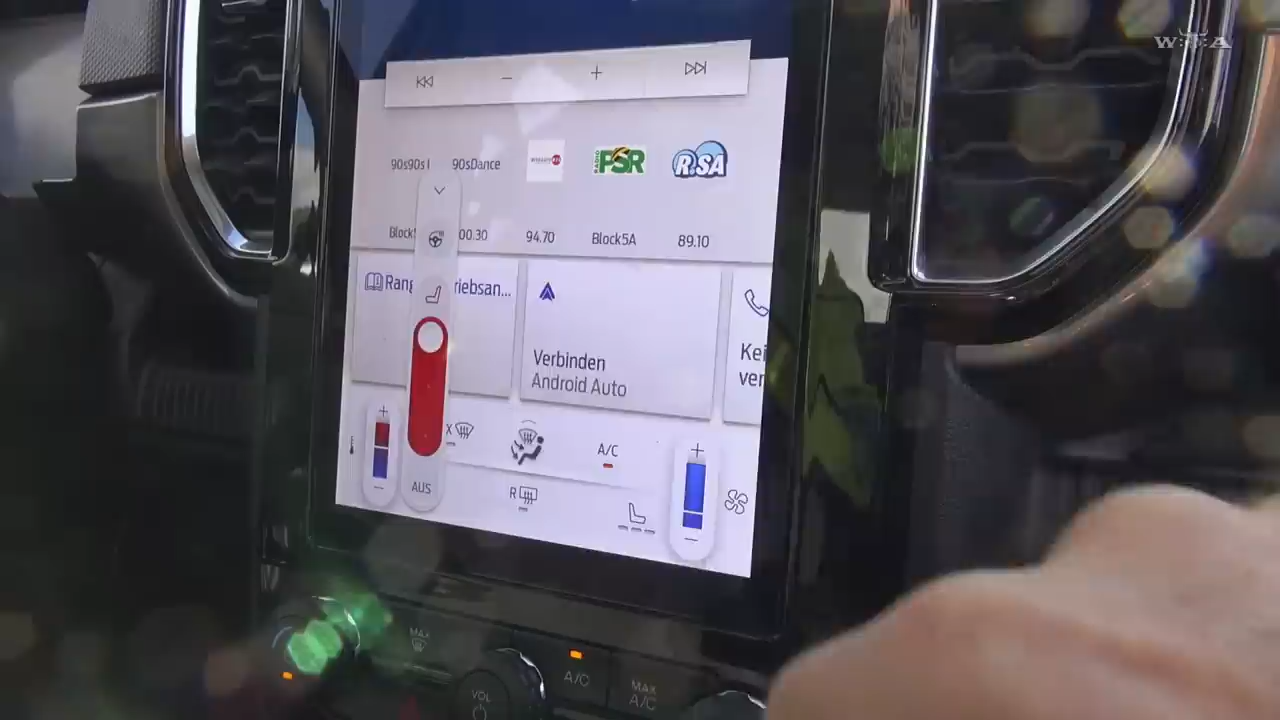 W A
90s90s
90sDance
RADIO PSR
R.SA
Block
00.30
94.70
Block5A
89.10
Rang
riebsan...
Verbinden
Android Auto
Kei
ver
+
+
X
A/C
−
AUS
R
−
MAX
VOL
A/C
MAX
A/C